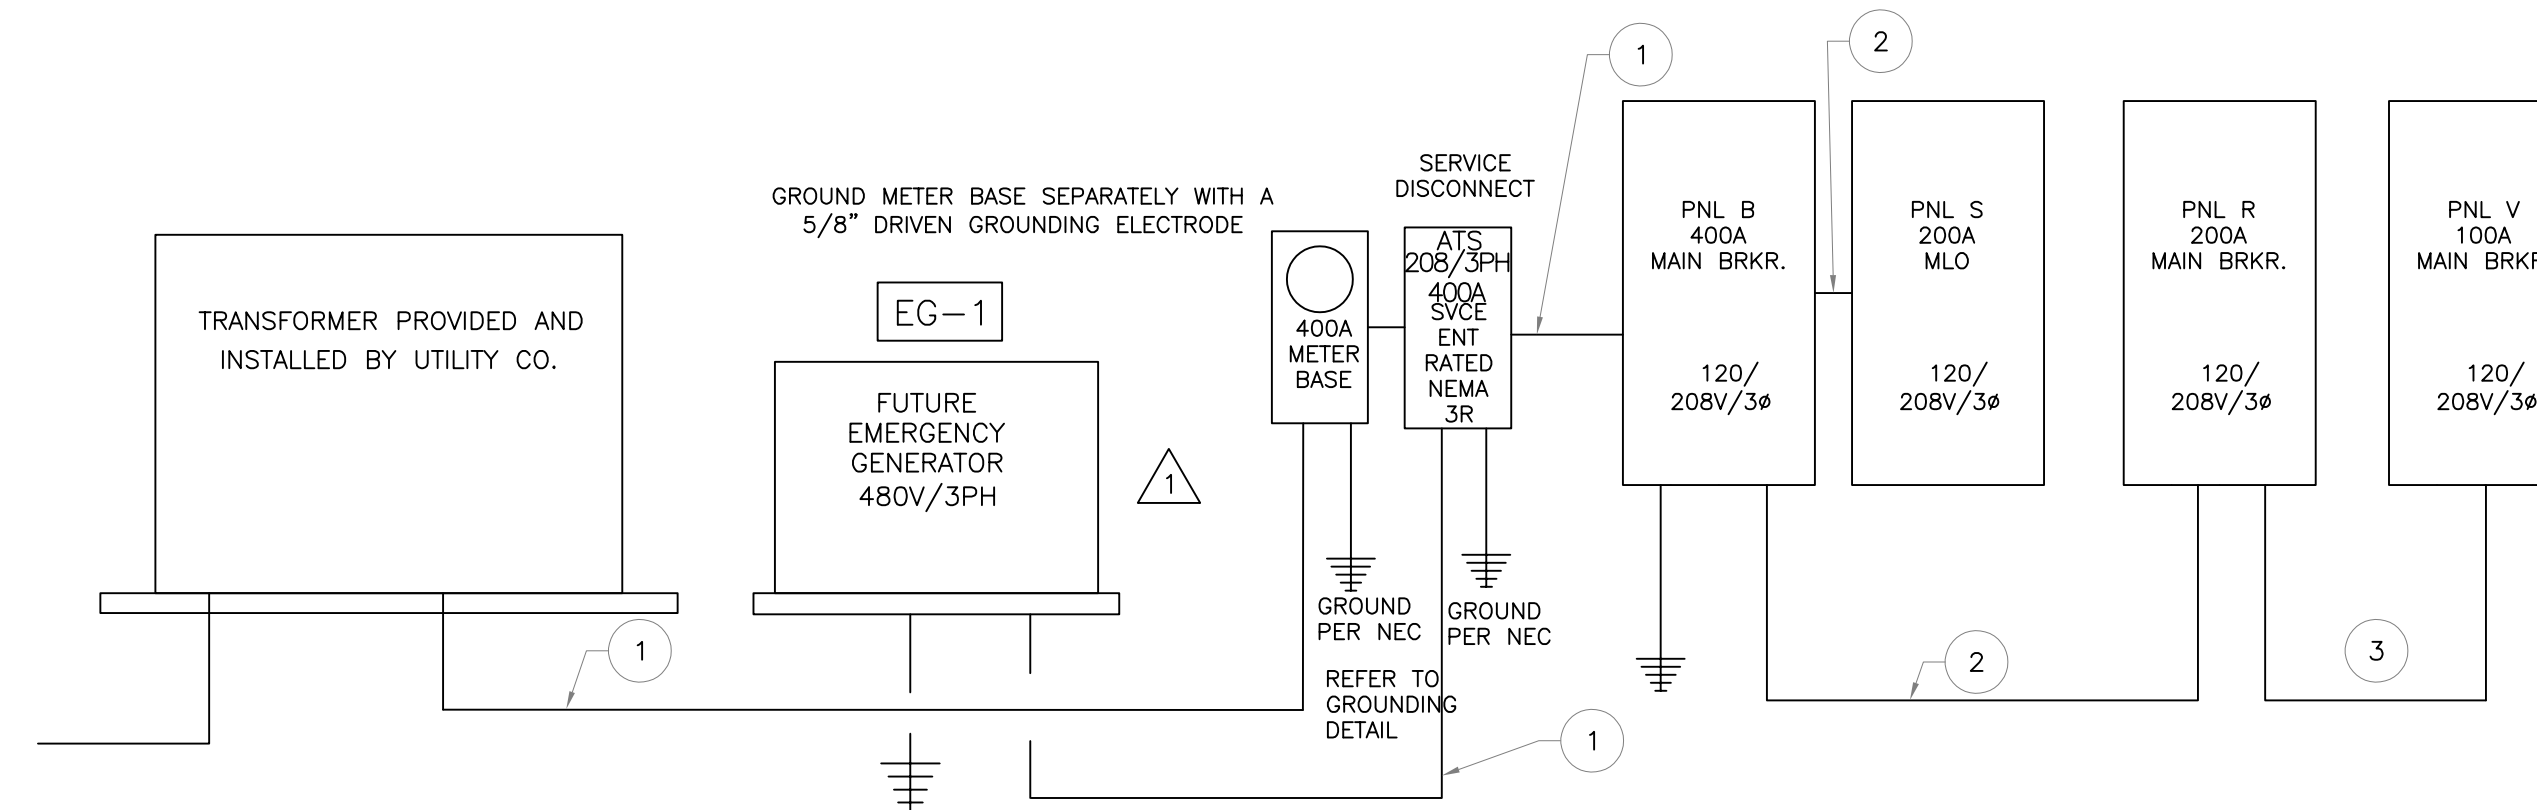 TRANSFORMER PROVIDED AND
INSTALLED BY UTILITY CO.
1
GROUND METER BASE SEPARATELY WITH A
5/8" DRIVEN GROUNDING ELECTRODE
EG-1
FUTURE
EMERGENCY
GENERATOR
480V/3PH
1
400A
METER
BASE
GROUND
PER NEC
REFER TO
GROUNDING
DETAIL
SERVICE
DISCONNECT
ATS
208/3PH
400A
SVCE
ENT
RATED
NEMA
3R
GROUND
PER NEC
1
1
2
PNL B
400A
MAIN BRKR.
120/
208V/3ø
PNL S
200A
MLO
120/
208V/3ø
2
PNL R
200A
MAIN BRKR.
120/
208V/3ø
3
PNL V
100A
MAIN
120/
208V/3ø